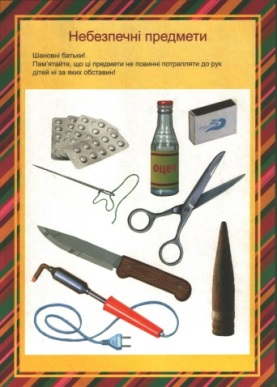 Небезпечні предмети
Шановні батьки!
Пам'ятайте, що ці предмети не повинні потрапляти до рук
дітей ні за яких обставин!
ОЦЕТ